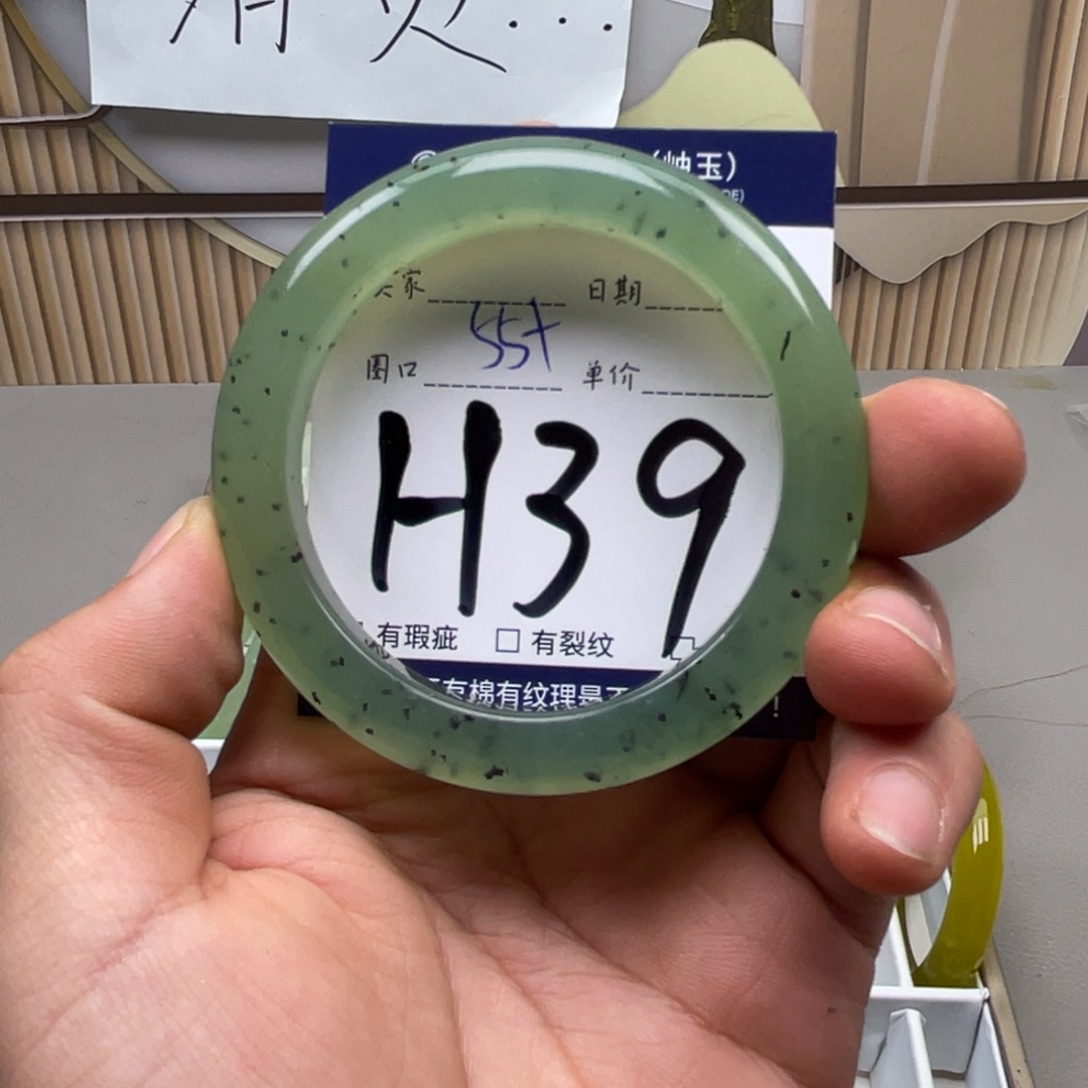 岫玉)
日期
圈口 55+ 单价
H39
有瑕疵 □ 有裂纹 □
有棉有纹理是
!